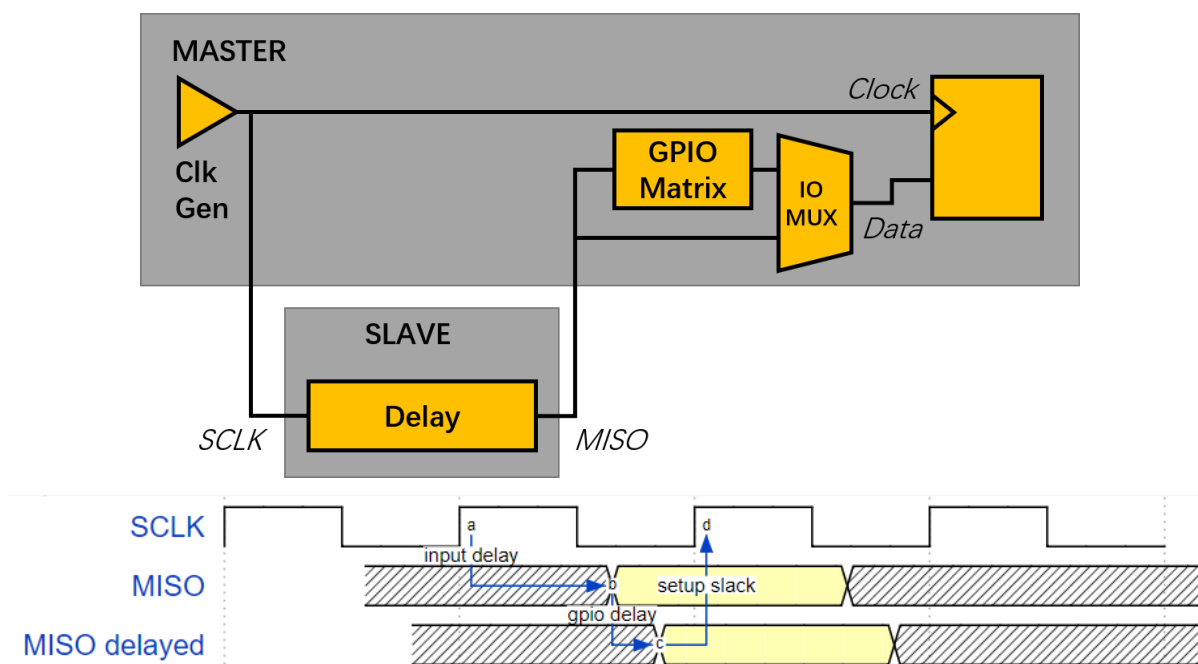 MASTER
Clk
Gen
Clock
GPIO
Matrix
IO
MUX
Data
SLAVE
Delay
SCLK
MISO
SCLK
a
d
input delay
MISO
b
setup slack
gpio delay
MISO delayed
c